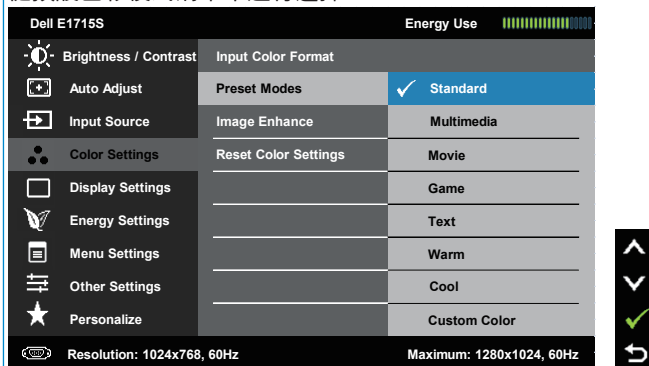 Dell E1715S Energy Use
Brightness / Contrast Input Color Format
Auto Adjust Preset Modes Standard
Input Source Image Enhance Multimedia
Color Settings Reset Color Settings Movie
Display Settings Game
Energy Settings Text
Menu Settings Warm
Other Settings Cool
Personalize Custom Color
Resolution: 1024x768, 60Hz Maximum: 1280x1024, 60Hz